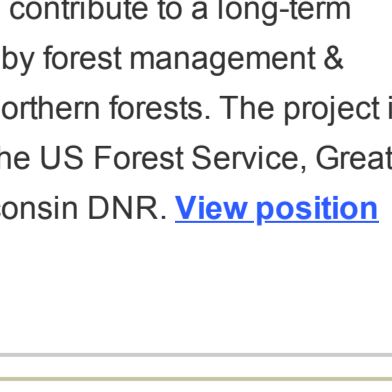 contribute to a long-term
by forest management &
orthern forests. The project i
he US Forest Service, Great
consin DNR. View position